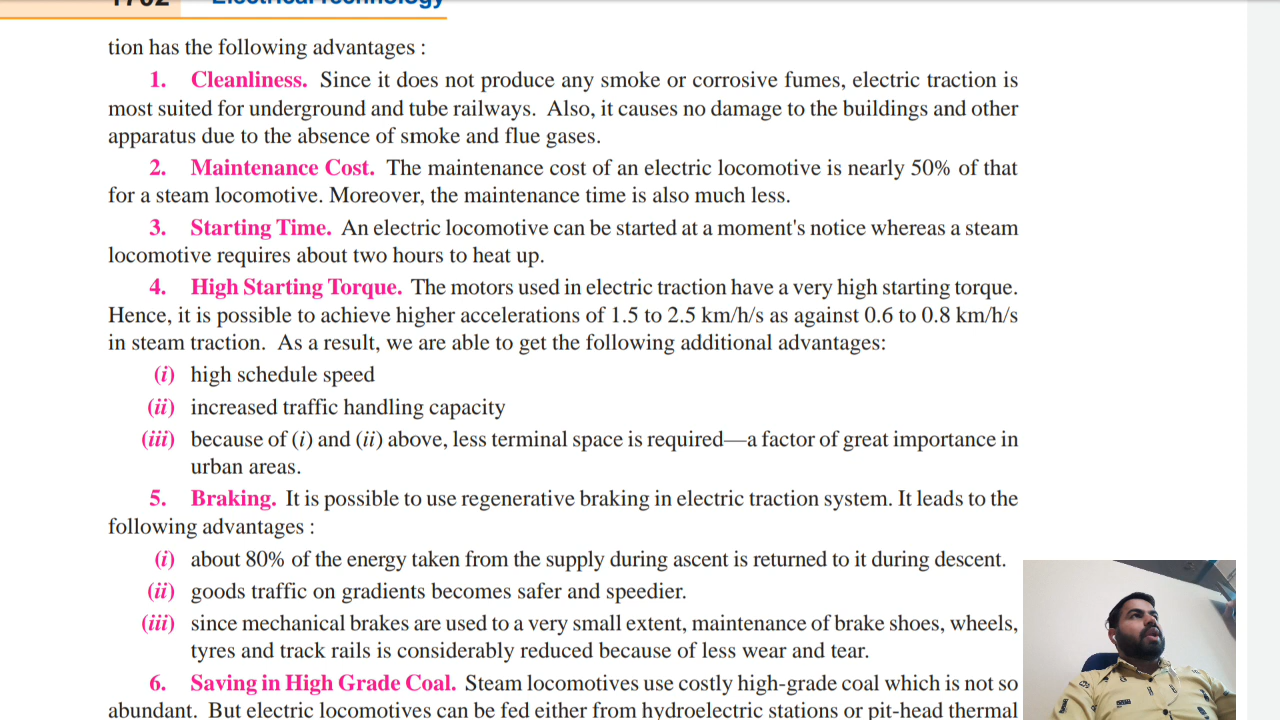 1702 Electrical Technology
tion has the following advantages :
1. Cleanliness. Since it does not produce any smoke or corrosive fumes, electric traction is
most suited for underground and tube railways. Also, it causes no damage to the buildings and other
apparatus due to the absence of smoke and flue gases.
2. Maintenance Cost. The maintenance cost of an electric locomotive is nearly 50% of that
for a steam locomotive. Moreover, the maintenance time is also much less.
3. Starting Time. An electric locomotive can be started at a moment's notice whereas a steam
locomotive requires about two hours to heat up.
4. High Starting Torque. The motors used in electric traction have a very high starting torque.
Hence, it is possible to achieve higher accelerations of 1.5 to 2.5 km/h/s as against 0.6 to 0.8 km/h/s
in steam traction. As a result, we are able to get the following additional advantages:
(i) high schedule speed
(ii) increased traffic handling capacity
(iii) because of (i) and (ii) above, less terminal space is required—a factor of great importance in
urban areas.
5. Braking. It is possible to use regenerative braking in electric traction system. It leads to the
following advantages :
(i) about 80% of the energy taken from the supply during ascent is returned to it during descent.
(ii) goods traffic on gradients becomes safer and speedier.
(iii) since mechanical brakes are used to a very small extent, maintenance of brake shoes, wheels,
tyres and track rails is considerably reduced because of less wear and tear.
6. Saving in High Grade Coal. Steam locomotives use costly high-grade coal which is not so
abundant. But electric locomotives can be fed either from hydroelectric stations or pit-head thermal